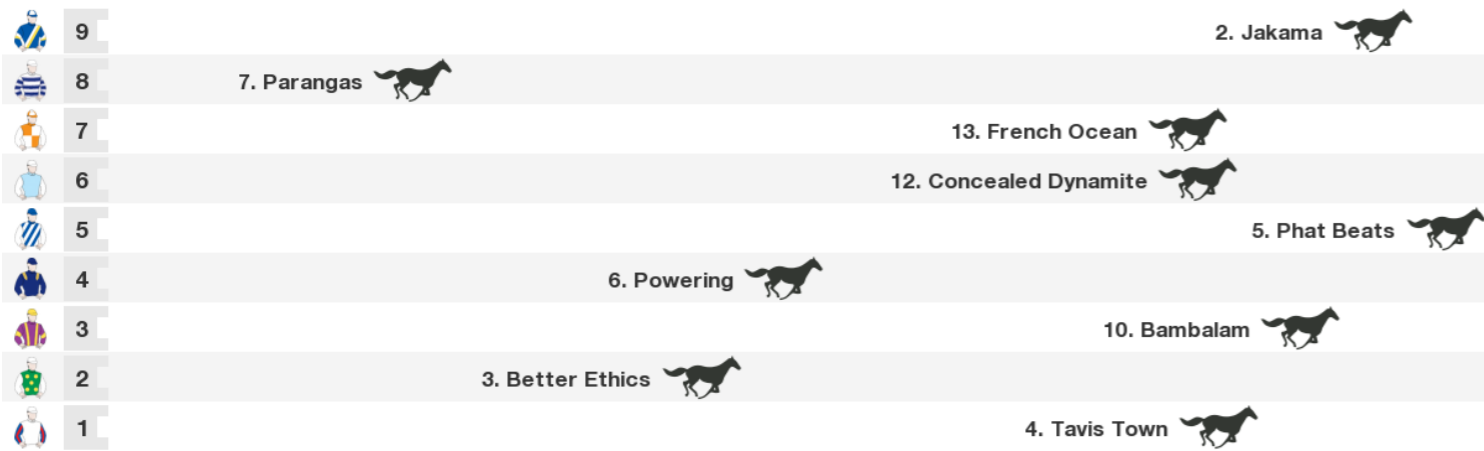 9 2. Jakama
8 7. Parangas
7 13. French Ocean
6 12. Concealed Dynamite
5 5. Phat Beats
4 6. Powering
3 10. Bambalam
2 3. Better Ethics
1 4. Tavis Town